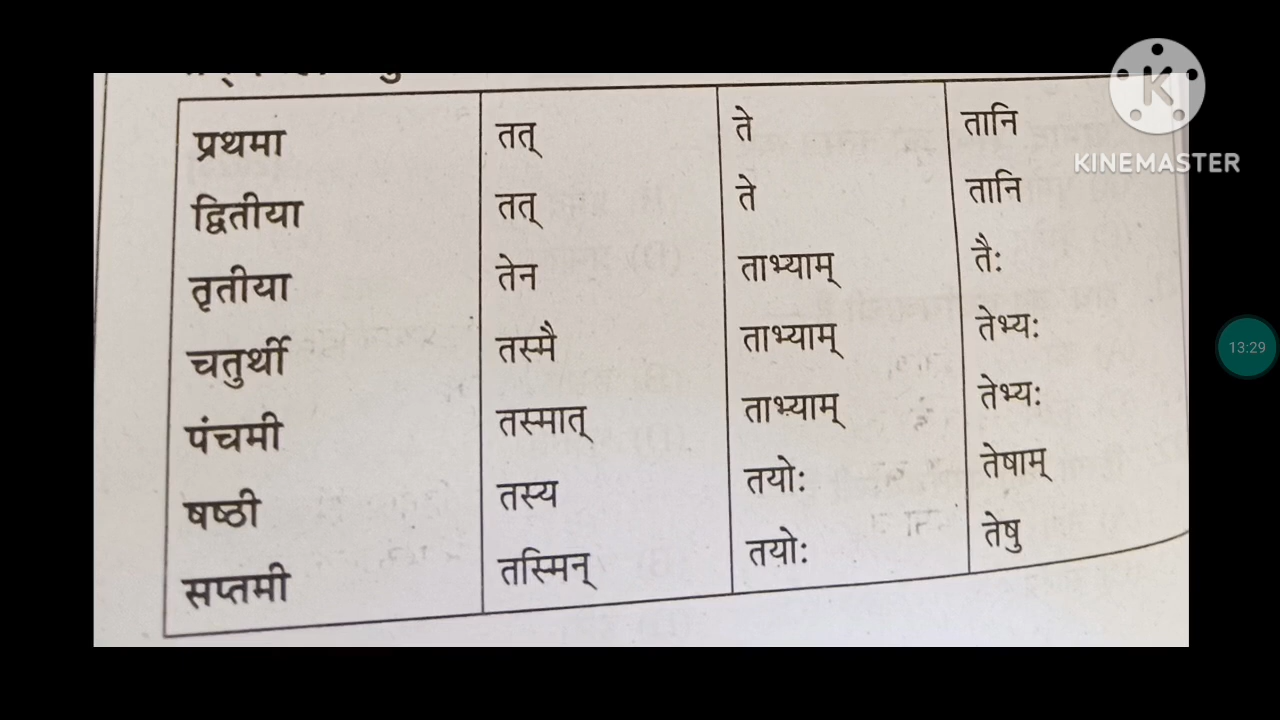 प्रथमा तत् ते तानि
द्वितीया तत् ते तानि
तृतीया तेन ताभ्याम् तैः
चतुर्थी तस्मै ताभ्याम् तेभ्यः
पंचमी तस्मात् ताभ्याम् तेभ्यः
षष्ठी तस्य तयोः तेषाम्
सप्तमी तस्मिन् तयोः तेषु
KINEMASTER
13:29